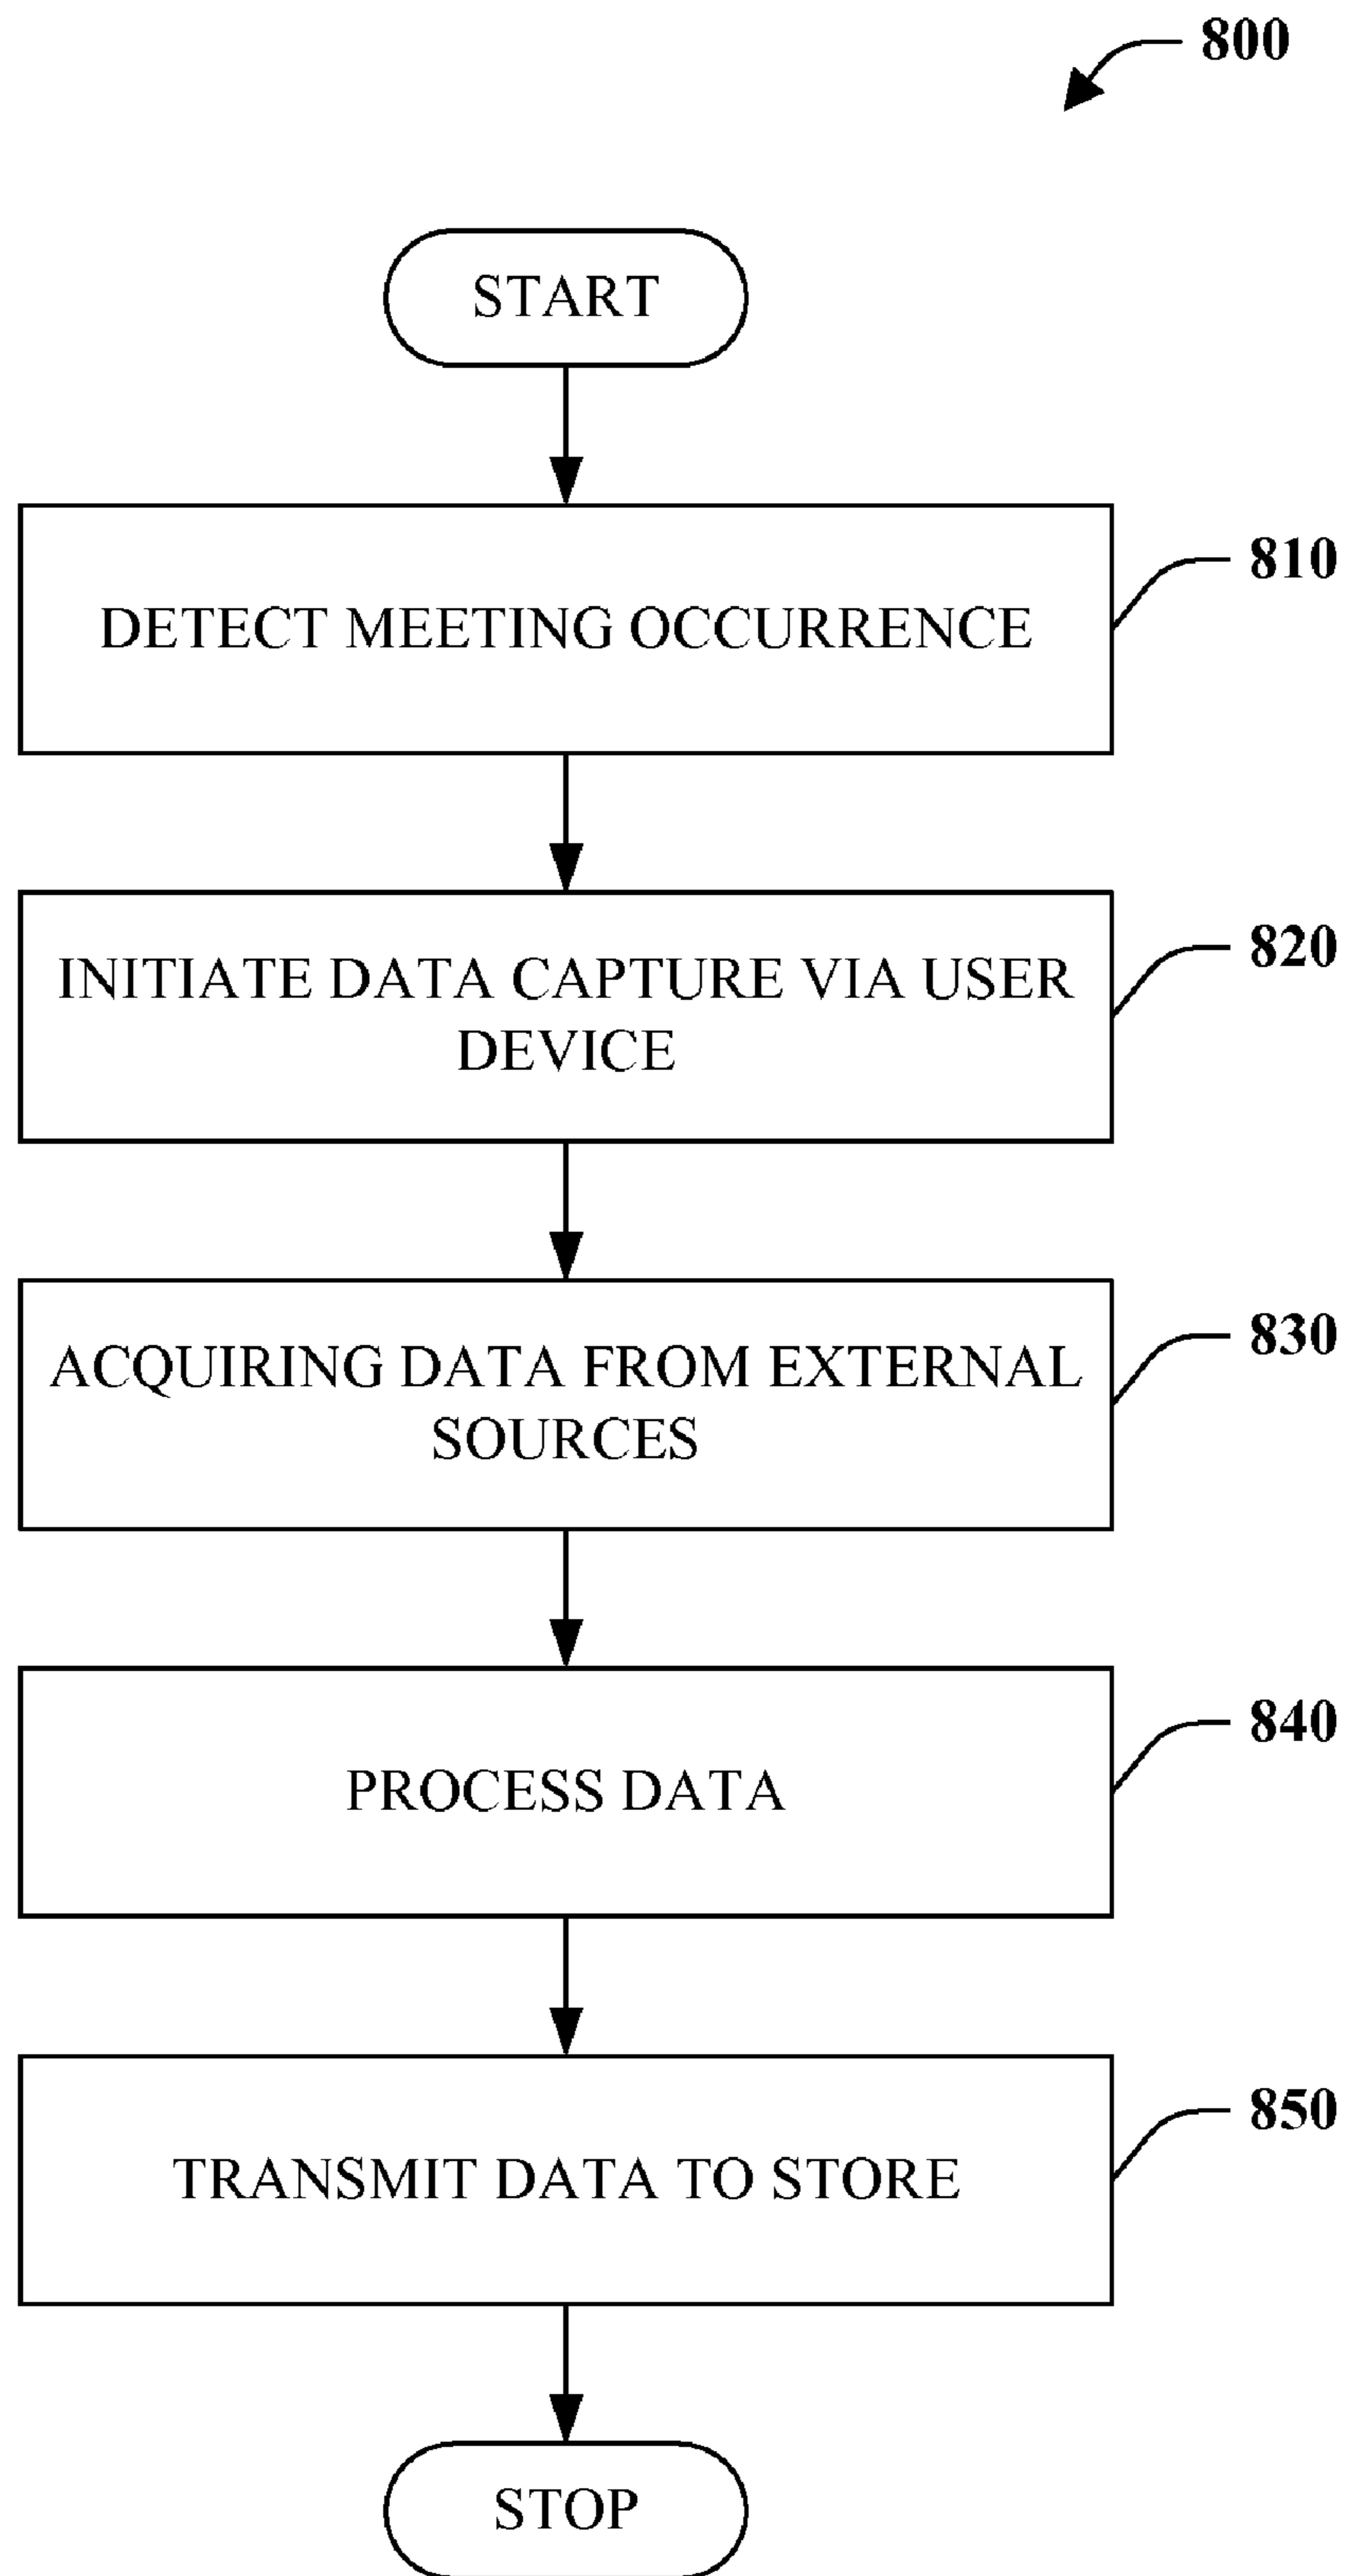 800
START
DETECT MEETING OCCURRENCE
810
INITIATE DATA CAPTURE VIA USER
DEVICE
820
ACQUIRING DATA FROM EXTERNAL
SOURCES
830
PROCESS DATA
840
TRANSMIT DATA TO STORE
850
STOP